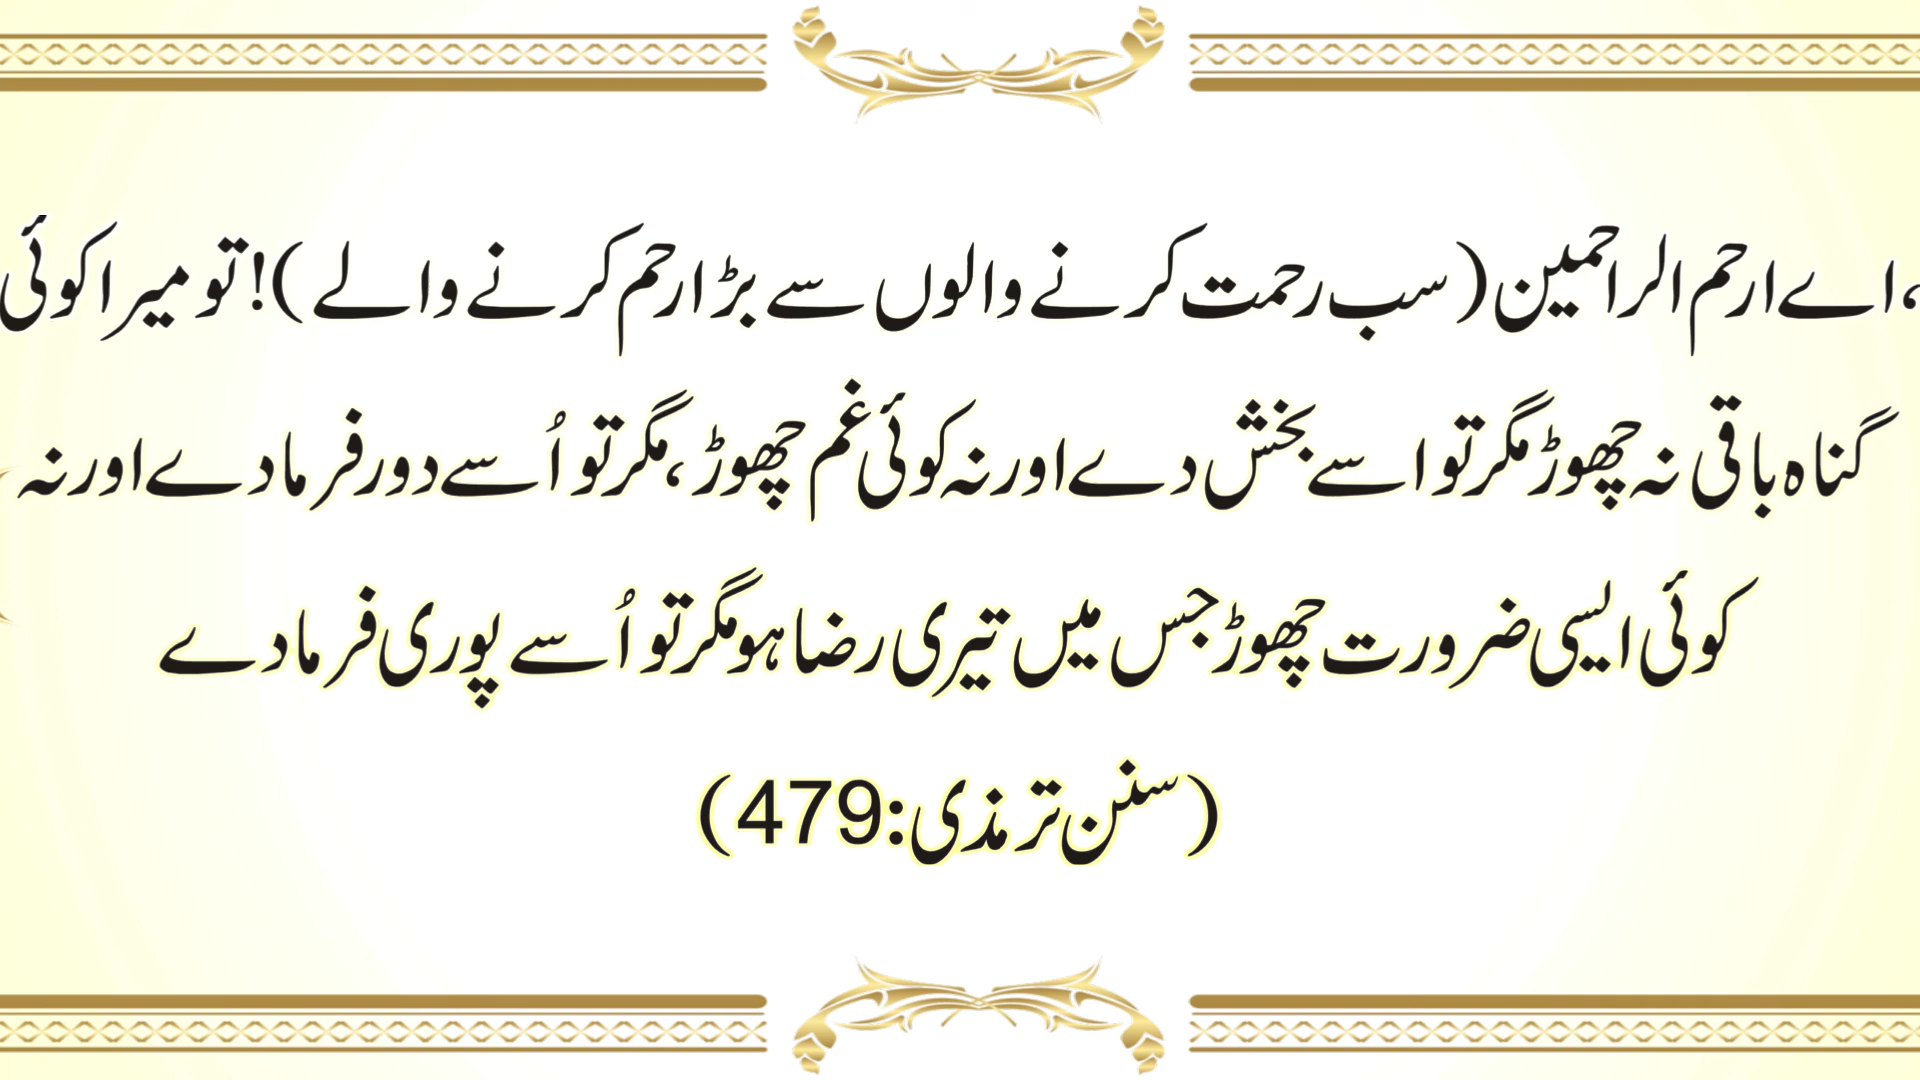 ،اے ارحم الراحمین (سب رحمت کرنے والوں سے بڑا رحم کرنے والے)! تو میرا کوئی
گناہ باقی نہ چھوڑ مگر تو اسے بخش دے اور نہ کوئی غم چھوڑ، مگر تو اُسے دور فرما دے اور نہ
کوئی ایسی ضرورت چھوڑ جس میں تیری رضا ہو مگر تو اُسے پوری فرما دے
(سنن ترمذی:479)